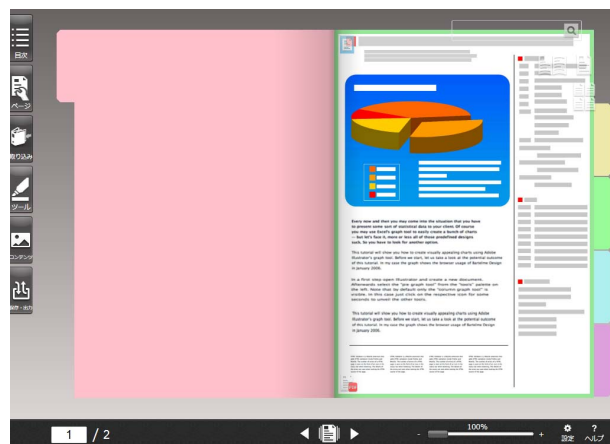 目次
ページ
取り込み
ツール
コンテンツ
Every now and then you may come into the situation that you have
to present some sort of statistical data to your client. Of course
you may use Excel's graph tool to easily create a bunch of charts
-- but let's face it, more or less all of these predefined designs
suck. So you have to look for another option.
This tutorial will show you how to create visually appealing charts using Adobe
Illustrator's graph tool. Before we start, let us take a look at the potential outcome
of this tutorial. In my case the graph shows the browser usage of Barteime Design
in January 2006.
In a first step open Illustrator and create a new document.
Afterwards select the "pie graph tool" from the "tools" palette on
the left. Note that by default only the "column graph tool" is
visible, in this case just click on the respective icon for some
seconds to unveil the other tools.
This tutorial will show you how to create visually appealing charts using Adobe
Illustrator's graph tool. Before we start, let us take a look at the potential outcome
of this tutorial. In my case the graph shows the browser usage of Barteime Design
in January 2006.
1 / 2
- 100% +
設定
? ヘルプ